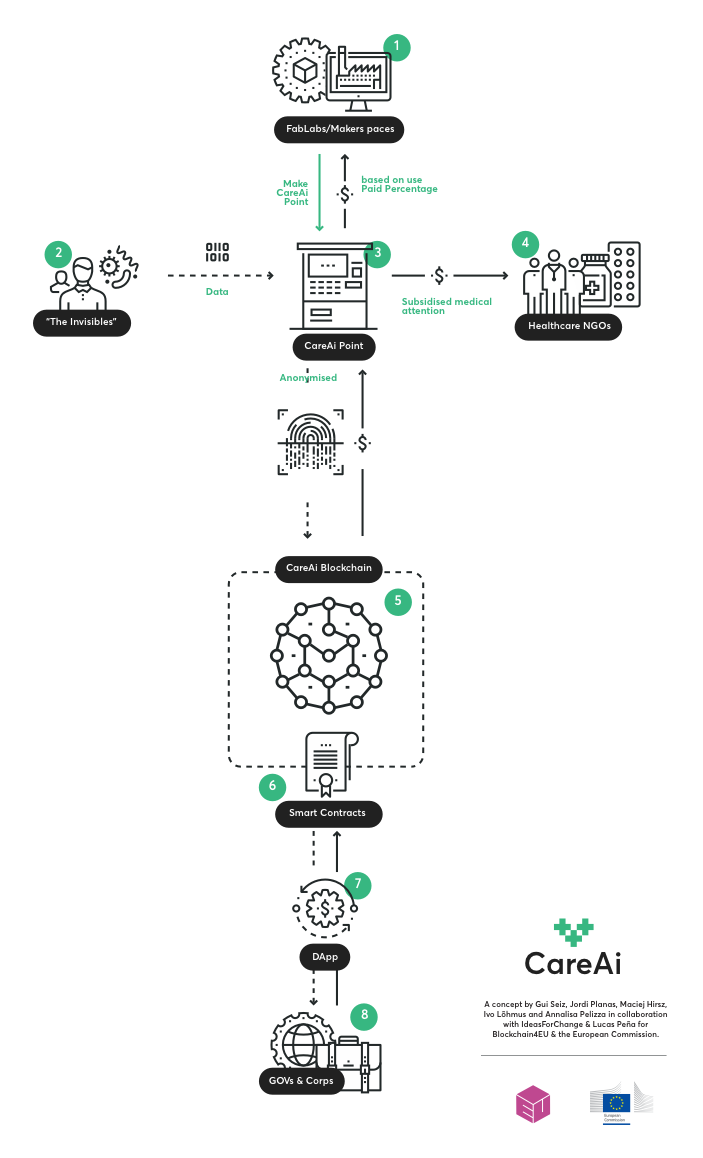 1
FabLabs/Makers paces
Make
CareAi
Point
$
based on use
Paid Percentage
2
"The Invisibles"
0110
1010
Data
3
CareAi Point
$
Subsidised medical
attention
4
Healthcare NGOs
Anonymised
$
CareAi Blockchain
5
6
Smart Contracts
7
$
DApp
8
GOVs & Corps
CareAi
A concept by Gui Seiz, Jordi Planas, Maciej Hirsz,
Ivo Lõhmus and Annalisa Pelizza in collaboration
with IdeasForChange & Lucas Peña for
Blockchain4EU & the European Commission.
European
Commission